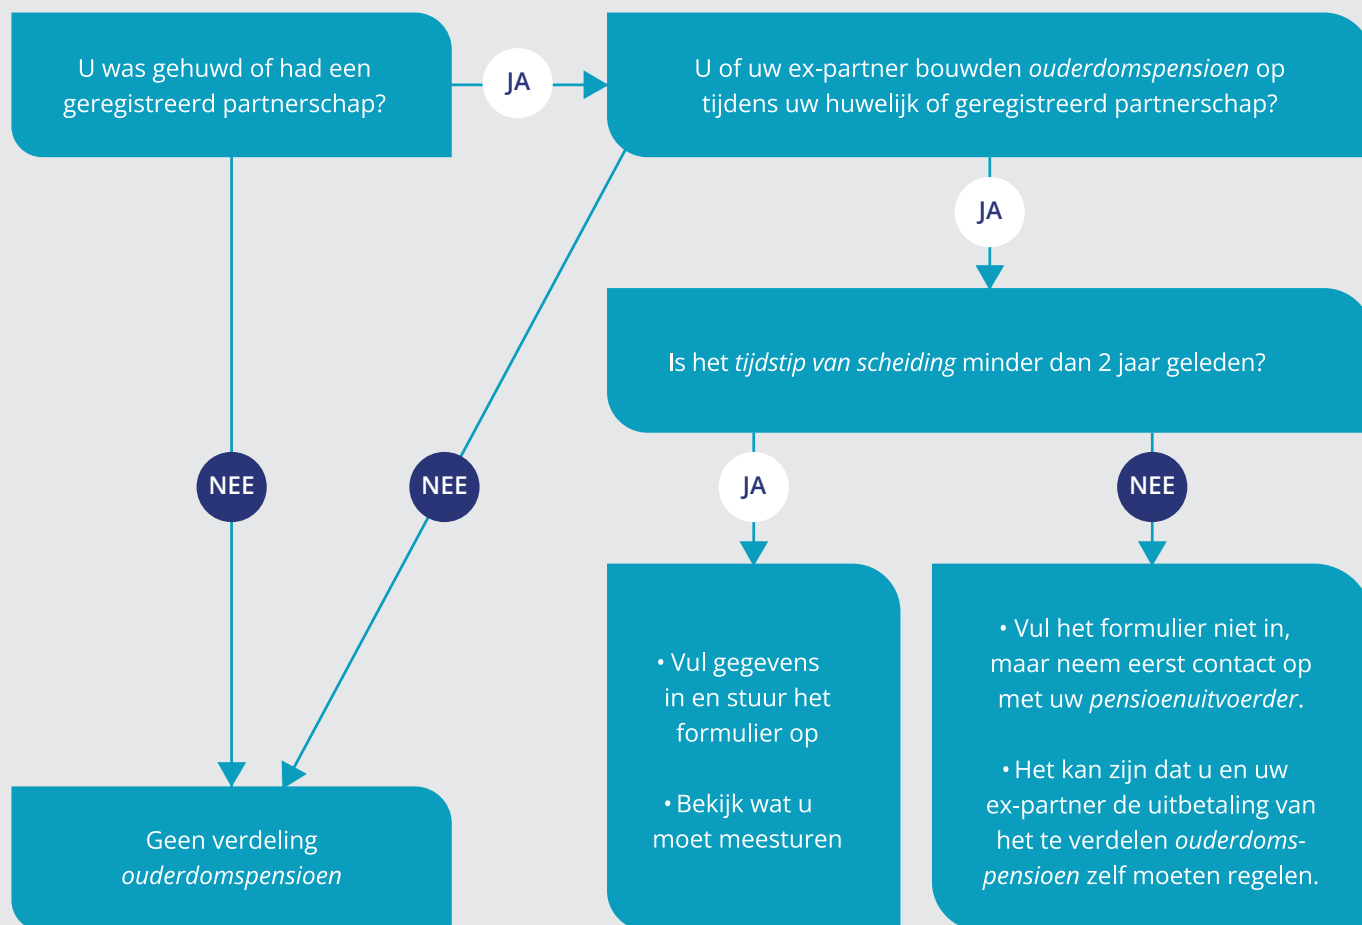 U was gehuwd of had een
geregistreerd partnerschap?
JA
U of uw ex-partner bouwden ouderdomspensioen op
tijdens uw huwelijk of geregistreerd partnerschap?
JA
Is het tijdstip van scheiding minder dan 2 jaar geleden?
NEE
NEE
JA
NEE
• Vul gegevens
in en stuur het
formulier op
• Bekijk wat u
moet meesturen
• Vul het formulier niet in,
maar neem eerst contact op
met uw pensioenuitvoerder.
• Het kan zijn dat u en uw
ex-partner de uitbetaling van
het te verdelen ouderdoms-
pensioen zelf moeten regelen.
Geen verdeling
ouderdomspensioen